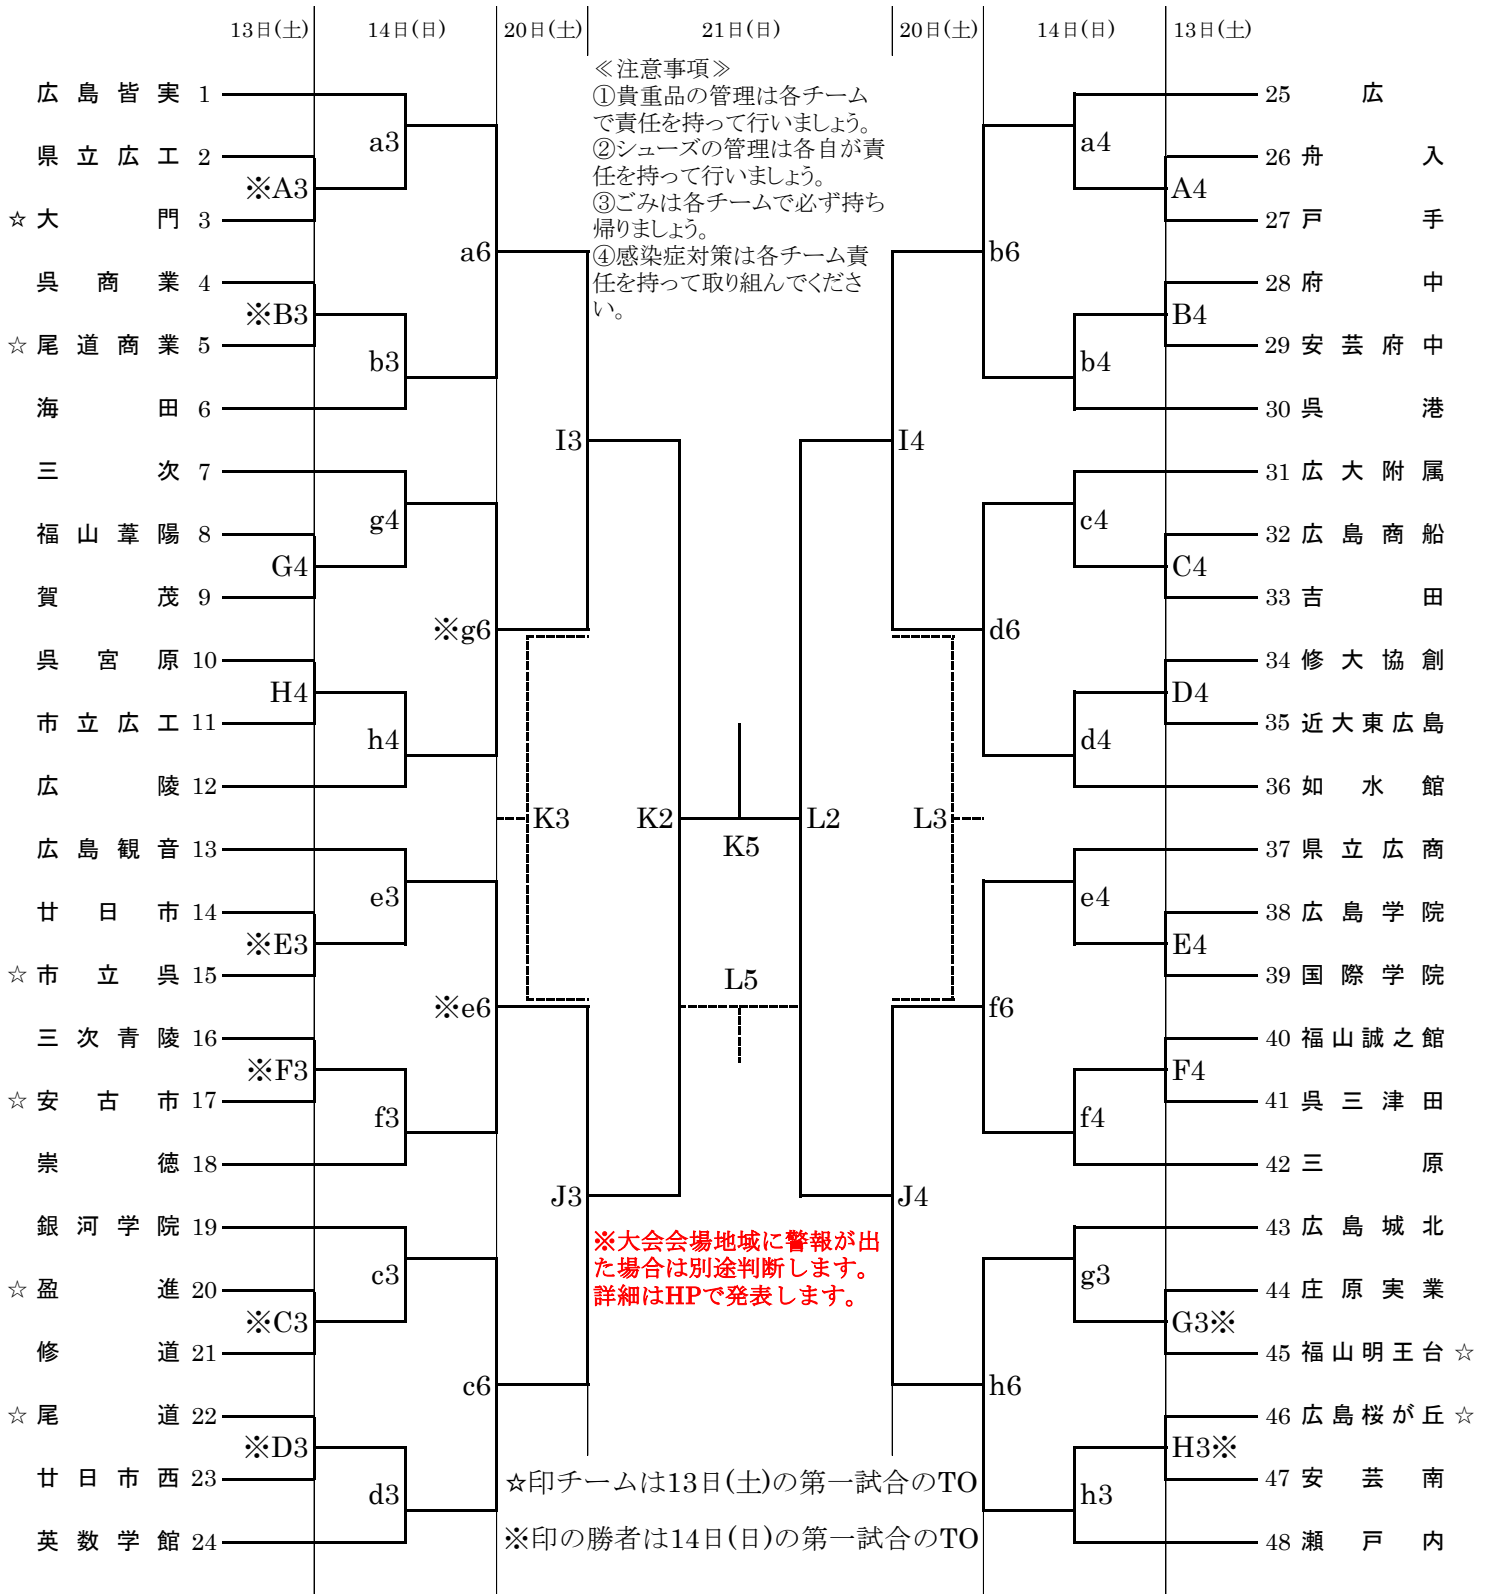 13日(土) 14日(日) 20日(土) 21日(日) 20日(土) 14日(日) 13日(土)
≪注意事項≫
①貴重品の管理は各チーム
で責任を持って行いましょう。
②シューズの管理は各自が責
任を持って行いましょう。
③ごみは各チームで必ず持ち
帰りましょう。
④感染症対策は各チーム責
任を持って取り組んでくださ
い。
広島皆実 1
県立広工 2
☆大門 3
呉商業 4
☆尾道商業 5
海田 6
三次 7
福山葦陽 8
賀茂 9
呉宮原 10
市立広工 11
広陵 12
広島観音 13
廿日市 14
☆市立呉 15
三次青陵 16
☆安古市 17
崇徳 18
銀河学院 19
☆盈進 20
修道 21
☆尾道 22
廿日市西 23
英数学館 24
※A3
※B3
G4
H4
※E3
※F3
※C3
※D3
a3
b3
g4
h4
e3
f3
c3
d3
a6
※g6
※e6
c6
I3
J3
K3
K2
K5
L5
L2
L3
I4
J4
b6
d6
f6
h6
a4
b4
c4
d4
e4
f4
g3
h3
A4
B4
C4
D4
E4
F4
G3※
H3※
25 広
26 舟入
27 戸手
28 府中
29 安芸府中
30 呉港
31 広大附属
32 広島商船
33 吉田
34 修大協創
35 近大東広島
36 如水館
37 県立広商
38 広島学院
39 国際学院
40 福山誠之館
41 呉三津田
42 三原
43 広島城北
44 庄原実業
45 福山明王台☆
46 広島桜が丘☆
47 安芸南
48 瀬戸内
※大会会場地域に警報が出
た場合は別途判断します。
詳細はHPで発表します。
☆印チームは13日(土)の第一試合のTO
※印の勝者は14日(日)の第一試合のTO